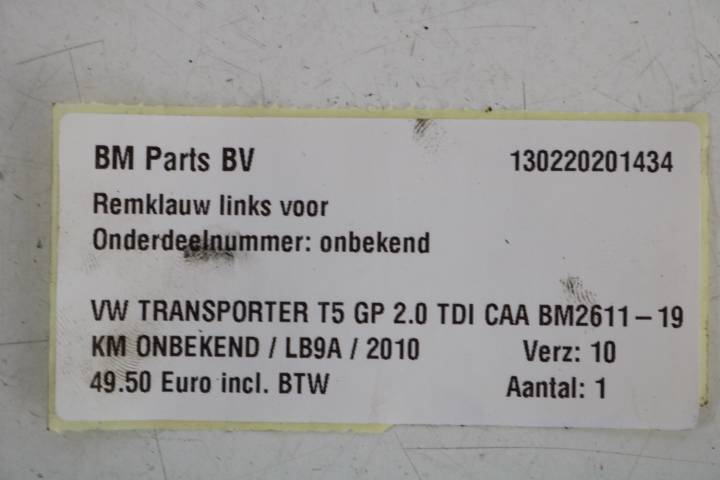 BM Parts BV 130220201434
Remklauw links voor
Onderdeelnummer: onbekend
VW TRANSPORTER T5 GP 2.0 TDI CAA BM2611-19
KM ONBEKEND / LB9A / 2010 Verz: 10
49.50 Euro incl. BTW Aantal: 1